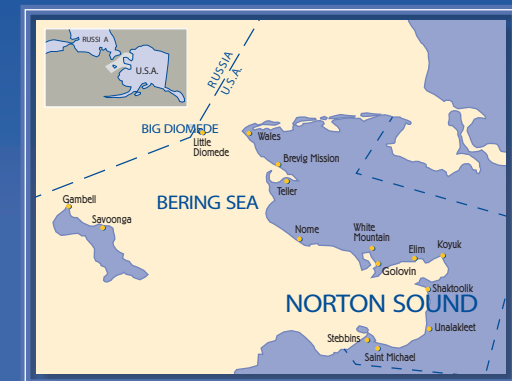 RUSSI A
U.S.A.
RUSSIA
U.S.A.
BIG DIOMEDE
Little
Diomede
Wales
Brevig Mission
Teller
Gambell
Savoonga
BERING SEA
Nome
White
Mountain
Elim
Koyuk
Golovin
Shaktoolik
NORTON SOUND
Unalakleet
Stebbins
Saint Michael